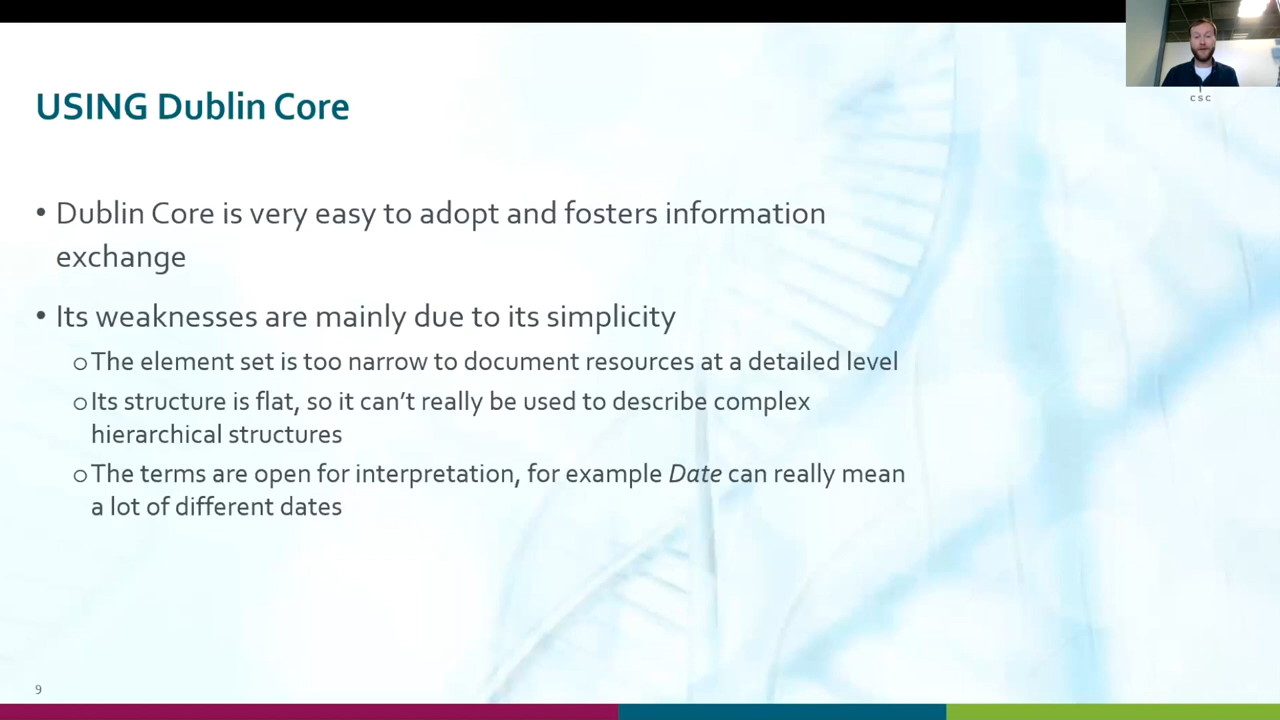 CSC
USING Dublin Core
• Dublin Core is very easy to adopt and fosters information
exchange
• Its weaknesses are mainly due to its simplicity
o The element set is too narrow to document resources at a detailed level
o Its structure is flat, so it can’t really be used to describe complex
hierarchical structures
o The terms are open for interpretation, for example Date can really mean
a lot of different dates
9